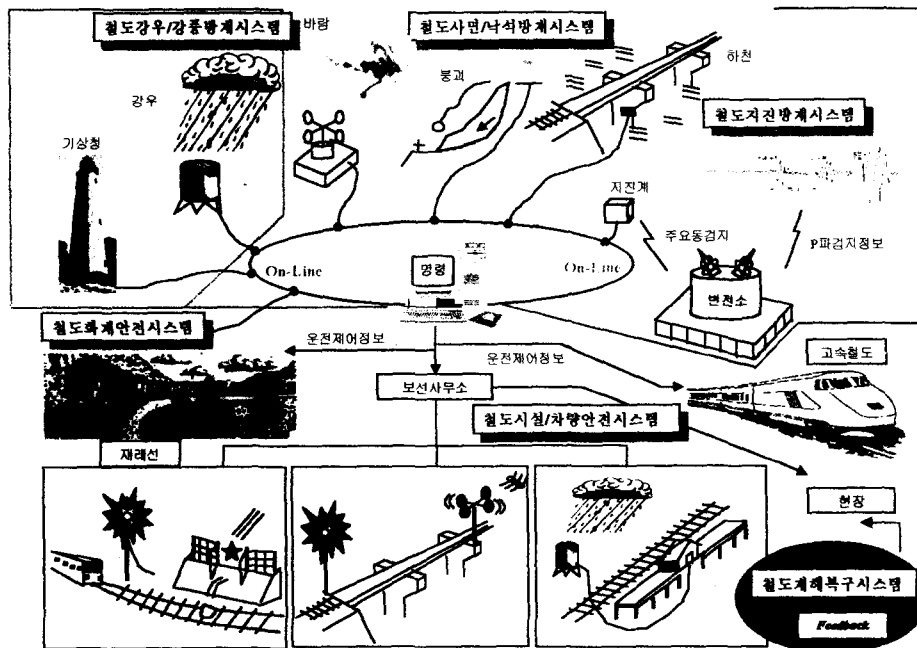 철도강우/강풍방재시스템
바람
철도사면/낙석방재시스템
하천
붕괴
강우
철도지진방재시스템
기상청
지진계
주요동검지
P파검지정보
On-Line
명령
On-Line
변전소
철도화재안전시스템
운전제어정보
운전제어정보
고속철도
보선사무소
철도시설/차량안전시스템
재래선
현장
철도재해복구시스템
Feedback